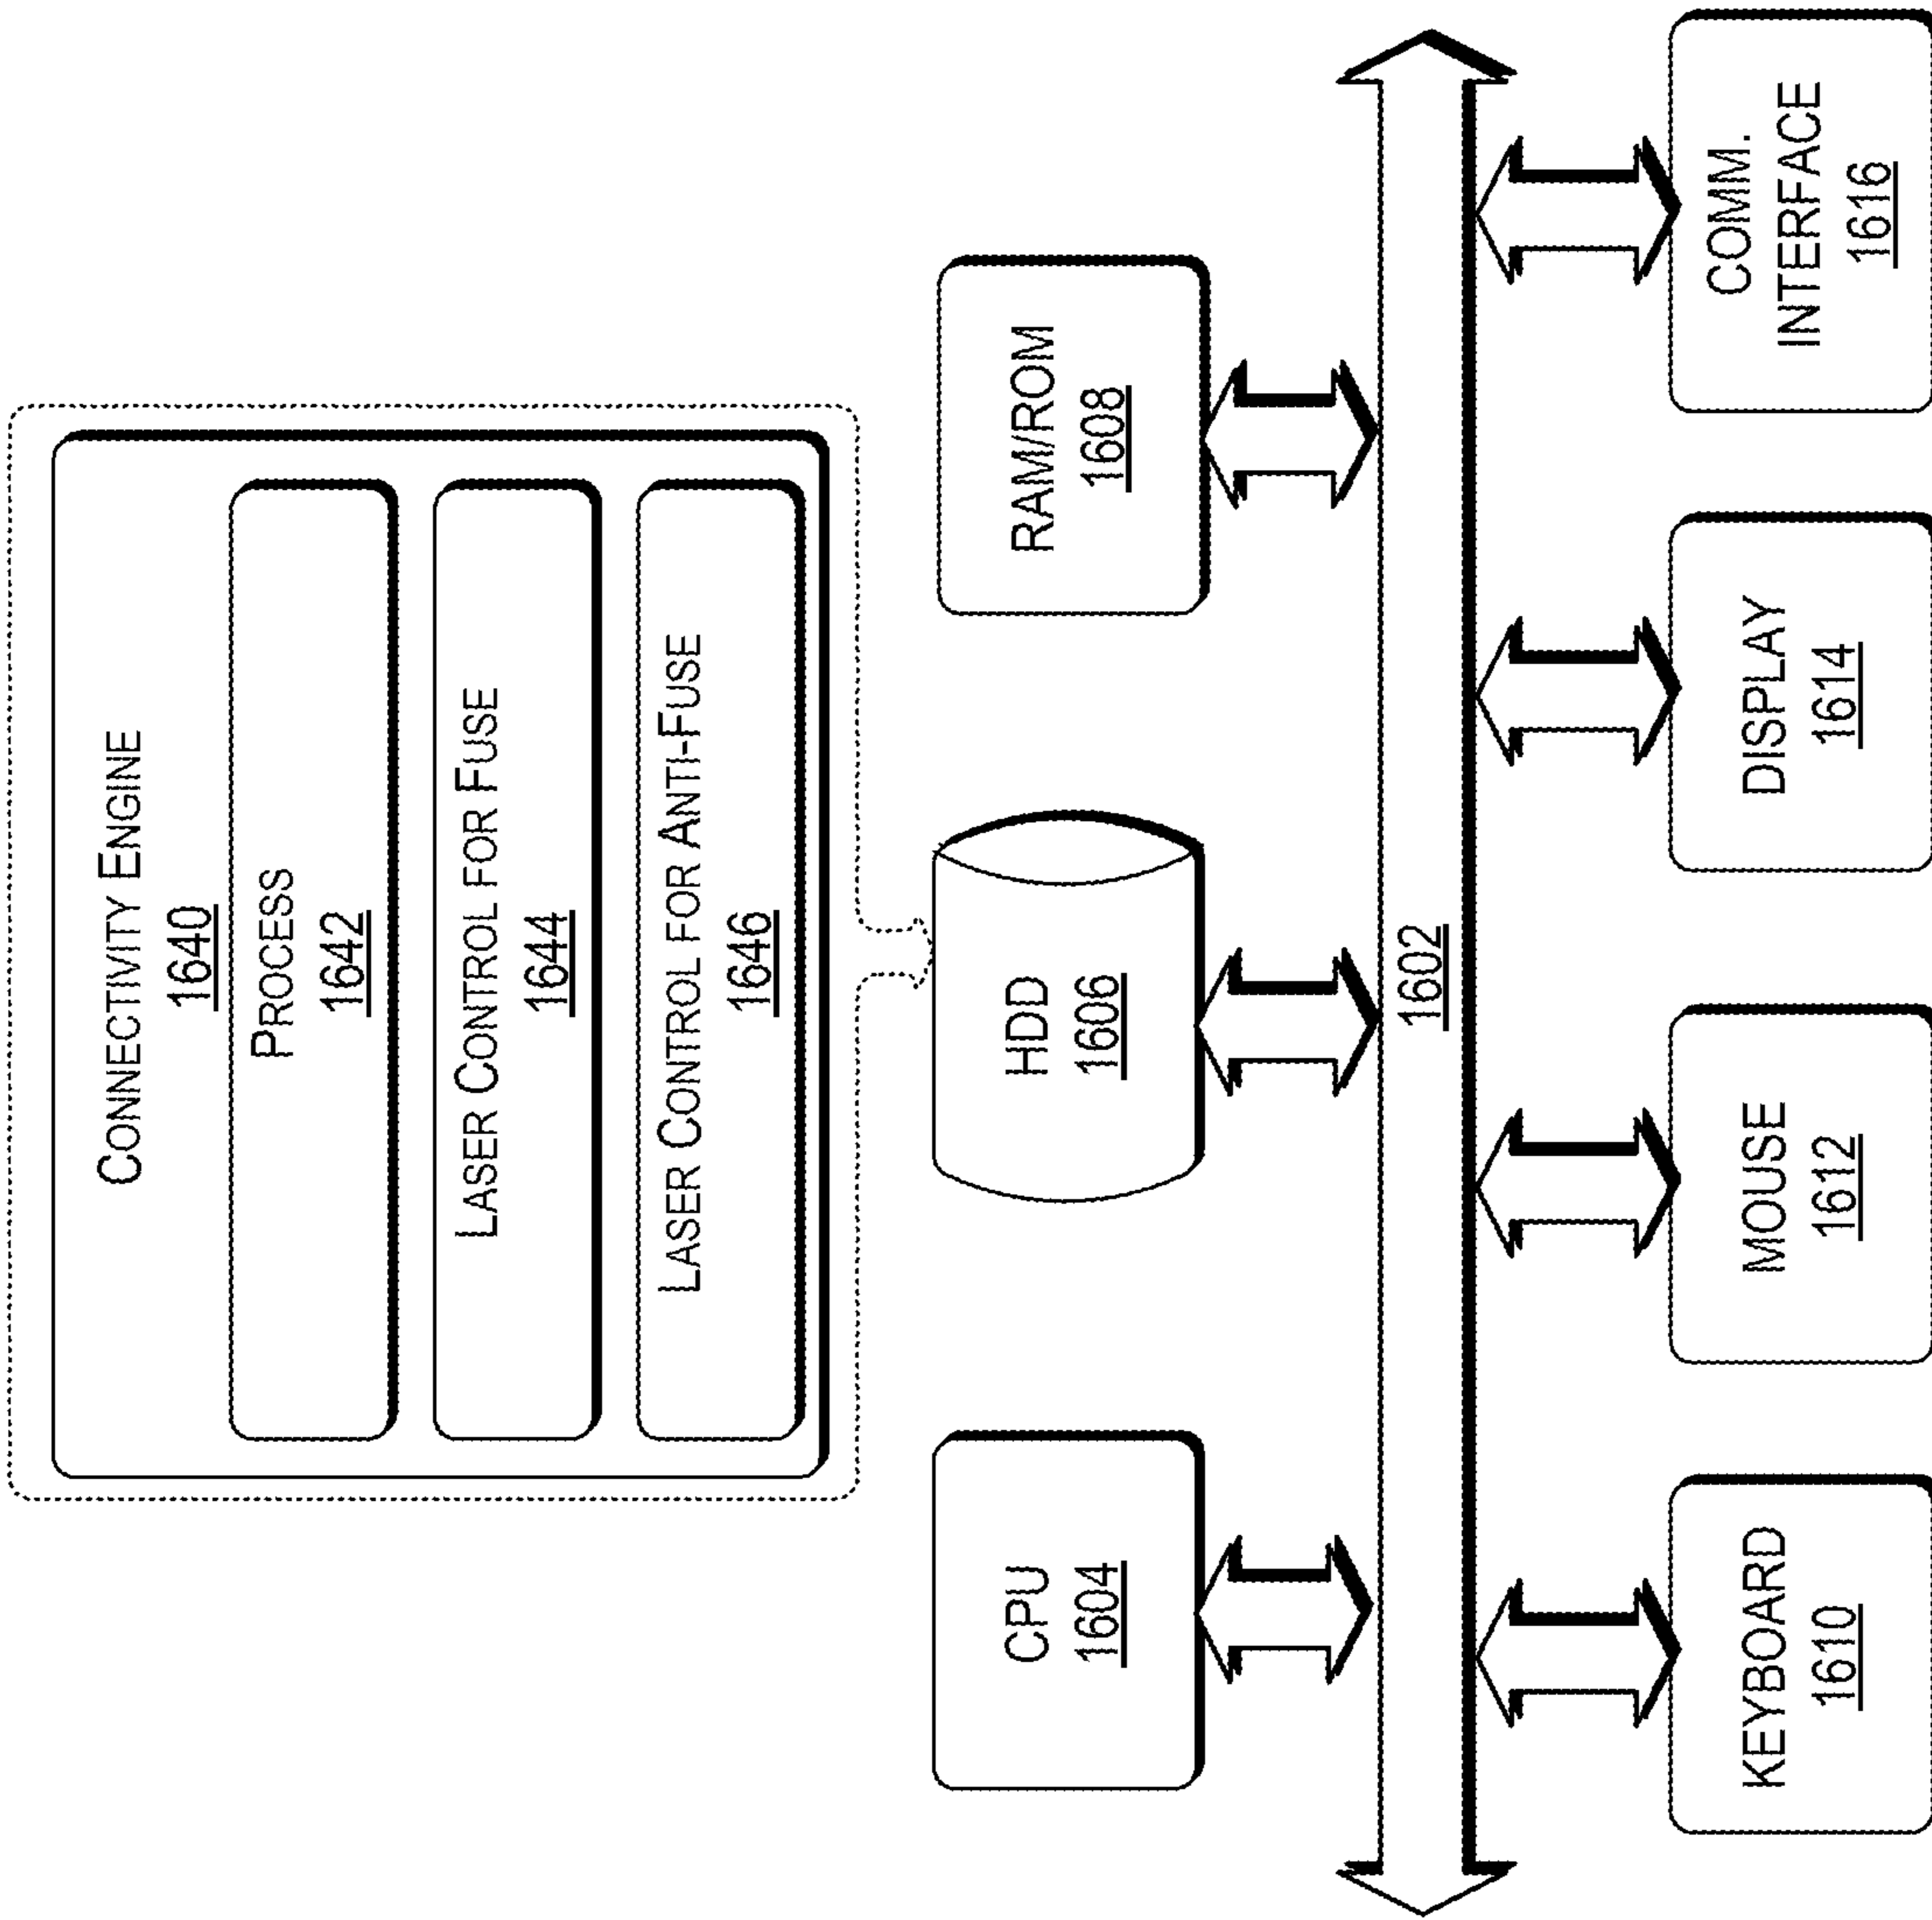 CONNECTIVITY ENGINE
1640
PROCESS
1642
LASER CONTROL FOR FUSE
1644
LASER CONTROL FOR ANTI-FUSE
1646
CPU
1604
HDD
1606
RAM/ROM
1608
1602
KEYBOARD
1610
MOUSE
1612
DISPLAY
1614
COMM.
INTERFACE
1616